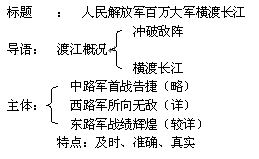 标题 ： 人民解放军百万大军横渡长江
冲破敌阵
导语： 渡江概况
横渡长江
中路军首战告捷（略）
主体： 西路军所向无敌（详）
东路军战绩辉煌（较详）
特点：及时、准确、真实